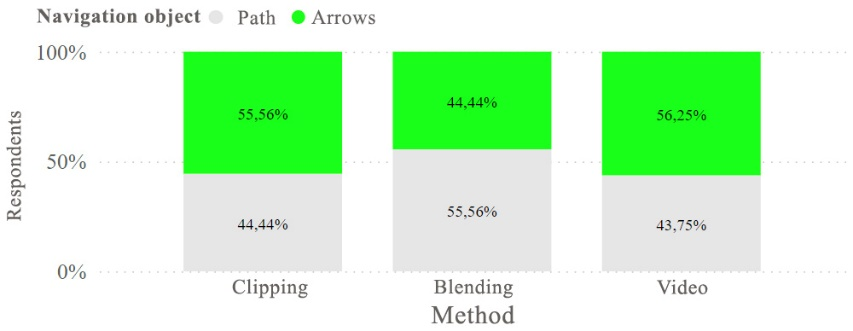 Navigation object Path Arrows
100%
50%
0%
Respondents
55,56%
44,44%
56,25%
44,44%
55,56%
43,75%
Clipping Blending Video
Method